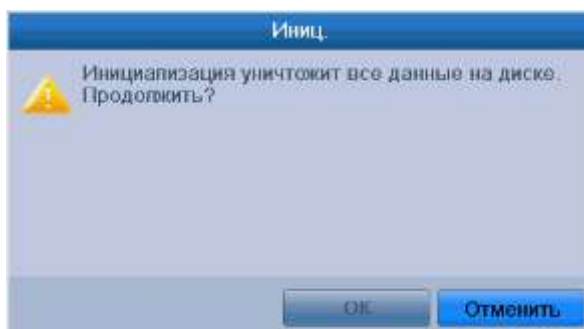 Иниц.
Инициализация уничтожит все данные на диске.
Продолжить?
OK
Отменить